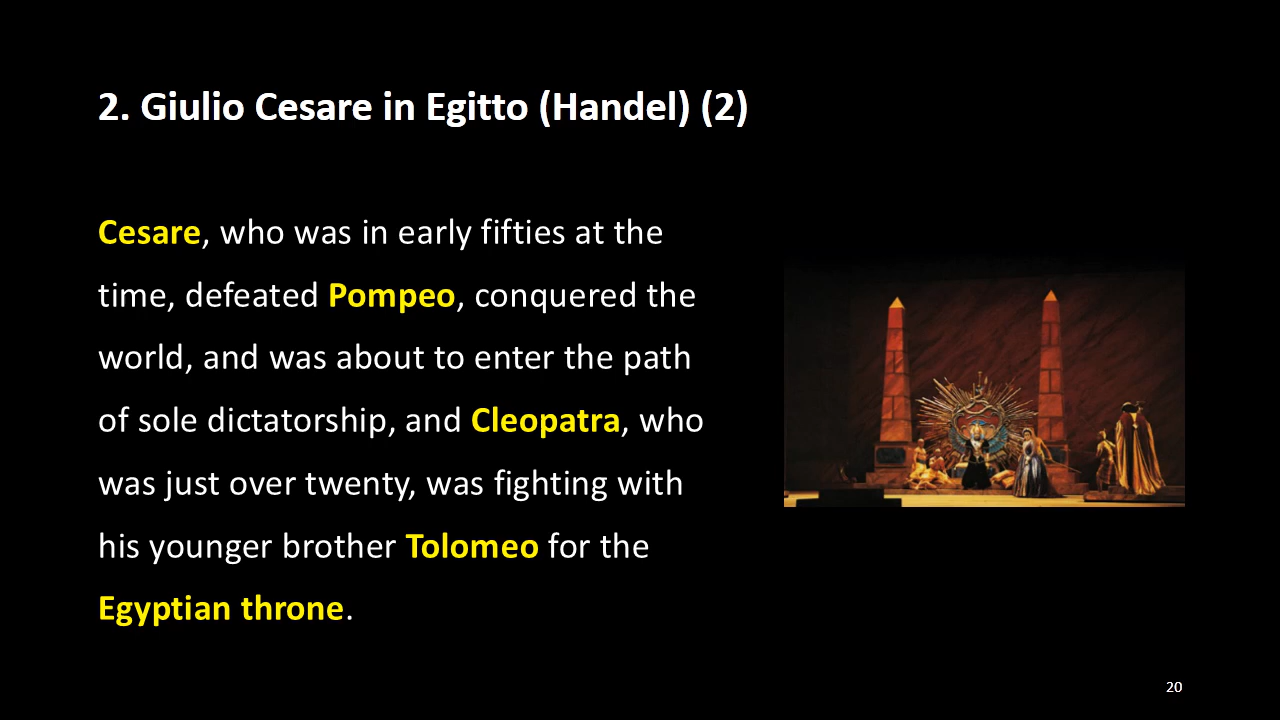 2. Giulio Cesare in Egitto (Handel) (2)
Cesare, who was in early fifties at the
time, defeated Pompeo, conquered the
world, and was about to enter the path
of sole dictatorship, and Cleopatra, who
was just over twenty, was fighting with
his younger brother Tolomeo for the
Egyptian throne.
20